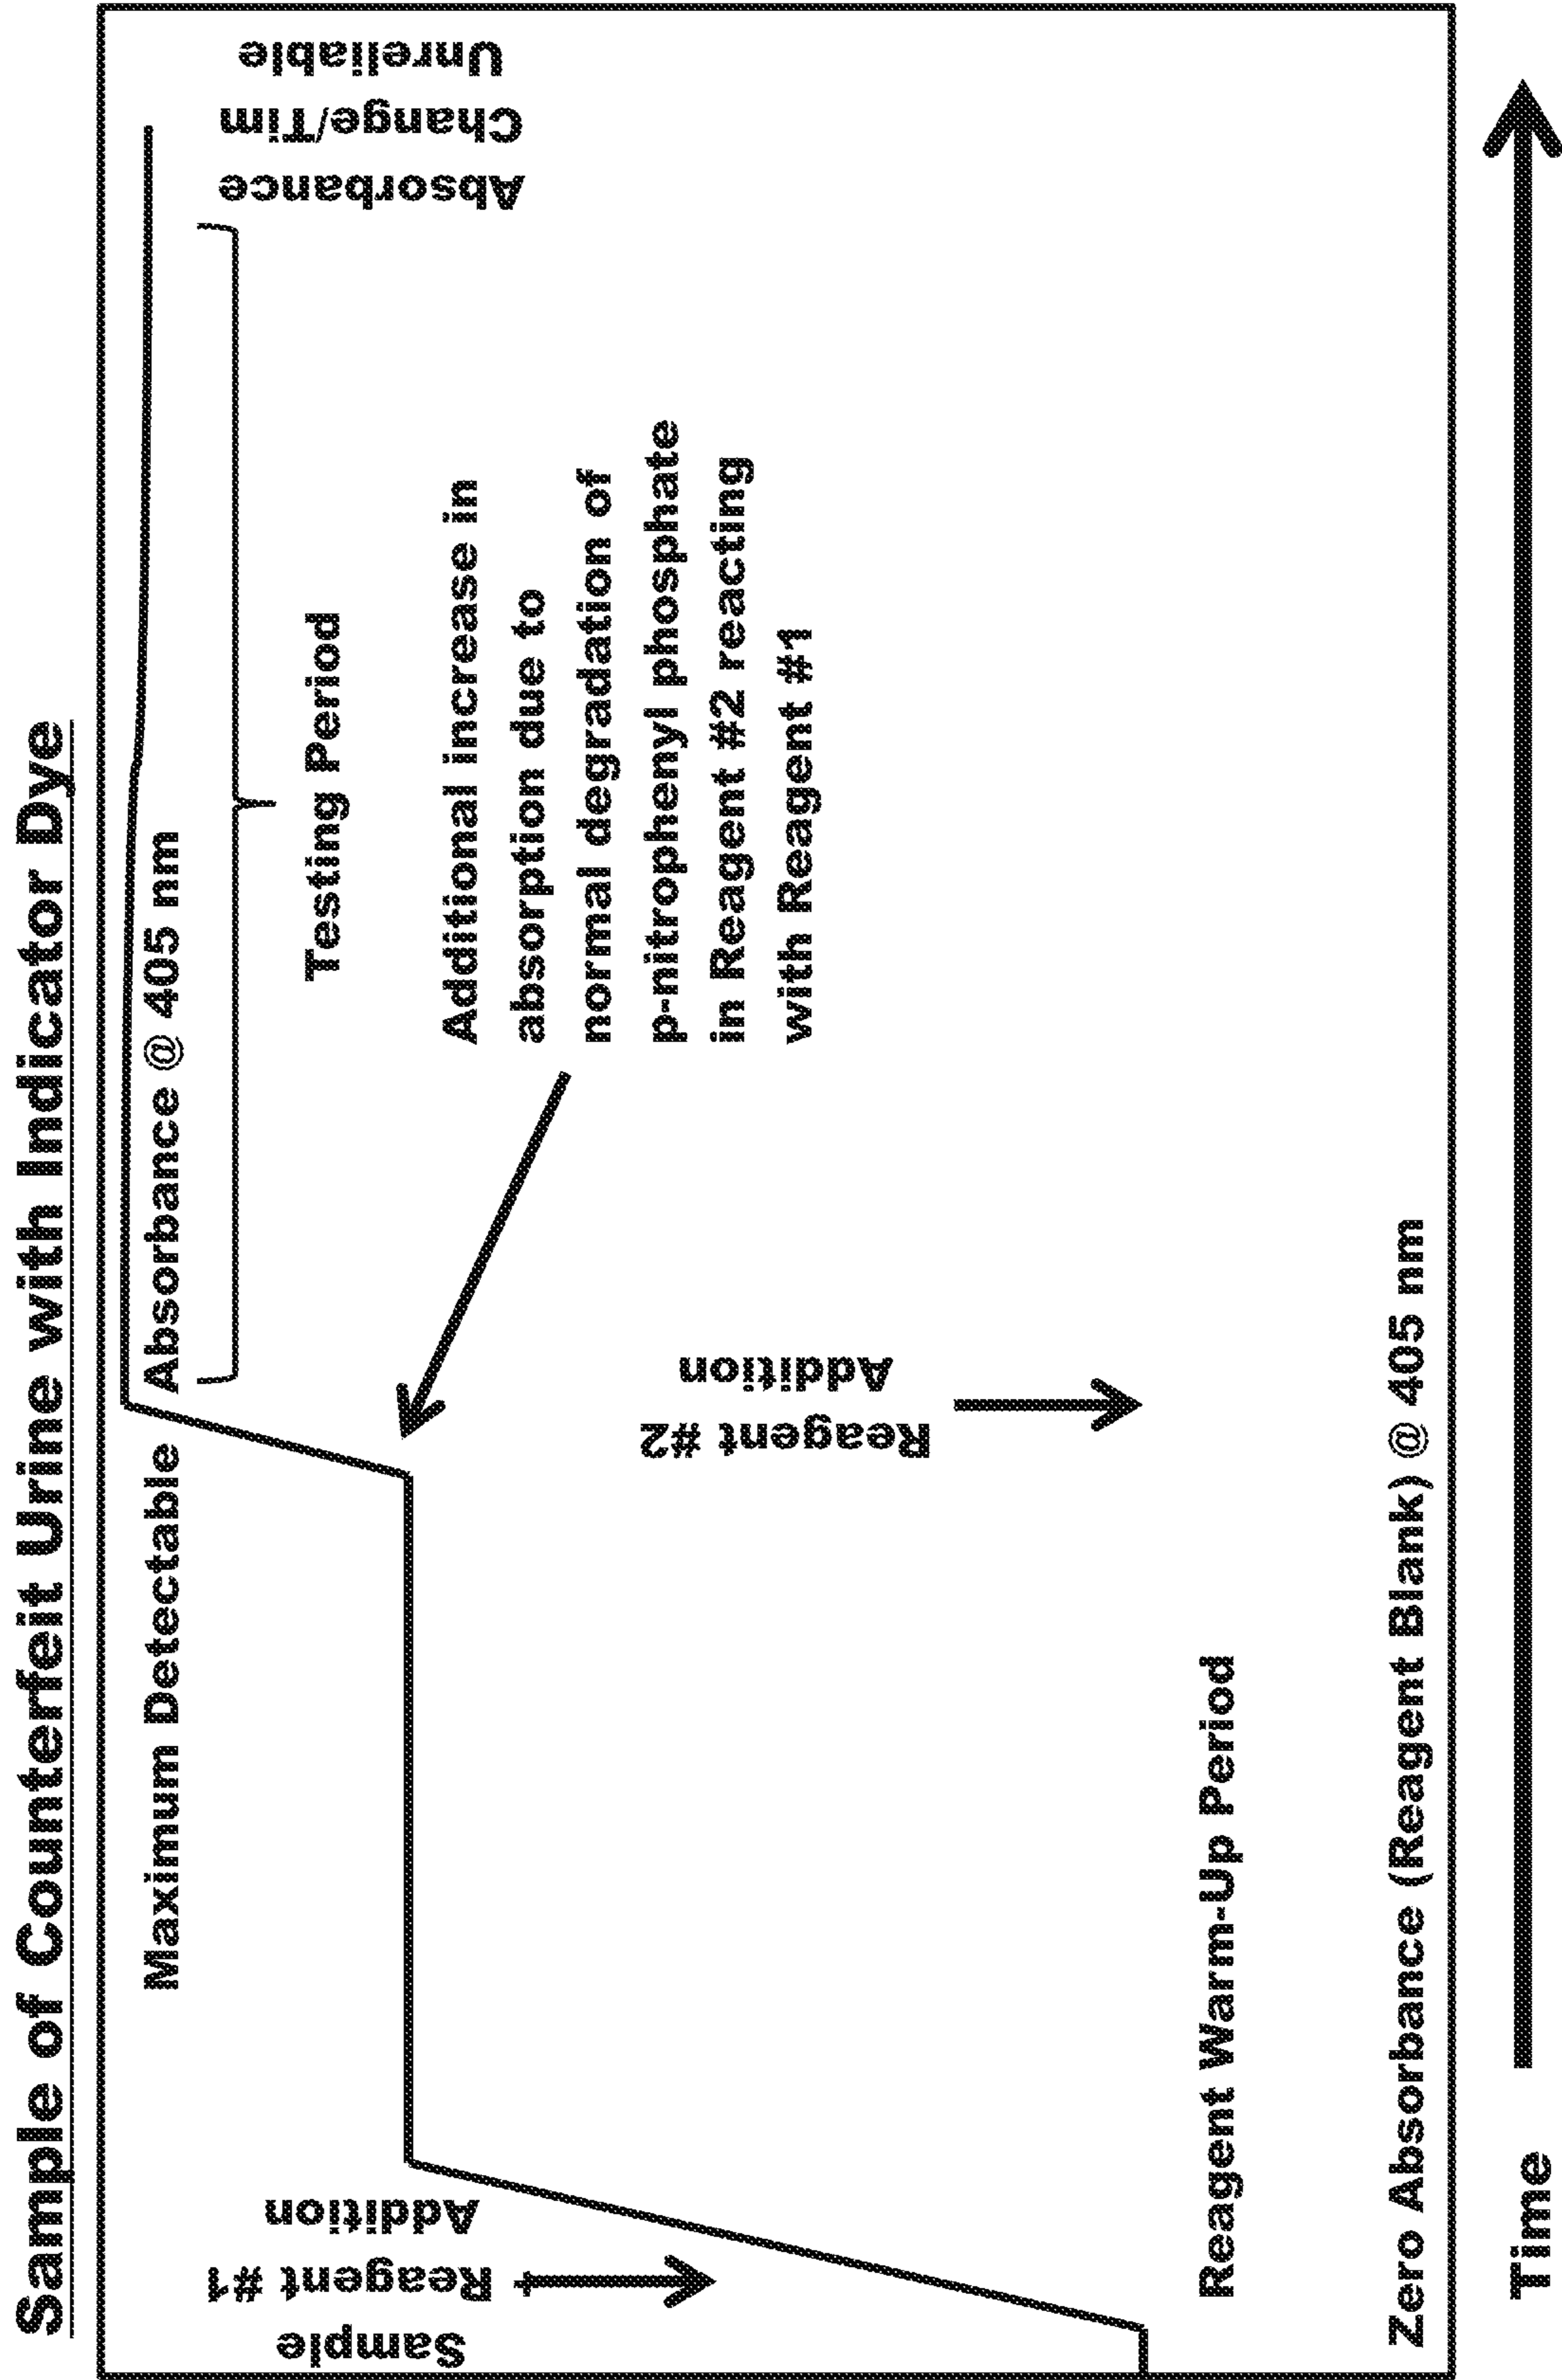 Sample of Counterfeit Urine with Indicator Dye
Sample
Reagent #1
Addition
+
Maximum Detectable Absorbance @ 405 nm
Testing Period
Absorbance
Change/Tim
Unreliable
Additional increase in
absorption due to
normal degradation of
p-nitrophenyl phosphate
in Reagent #2 reacting
with Reagent #1
Reagent #2
Addition
Reagent Warm-Up Period
Zero Absorbance (Reagent Blank) @ 405 nm
Time